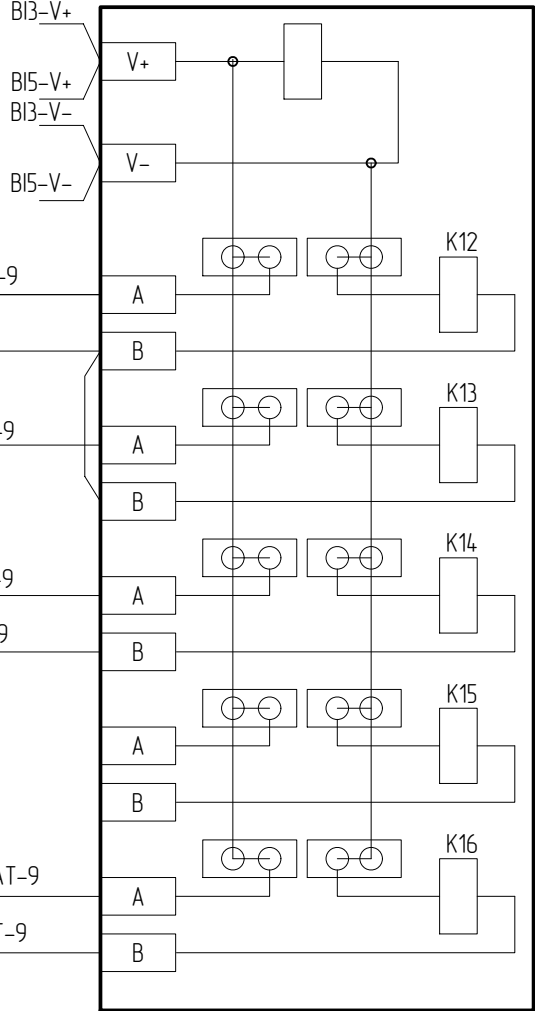 BI3-V+
V+
BI5-V+
BI3-V-
V-
BI5-V-
K12
-9
A
B
K13
-9
A
B
K14
-9
A
9
B
K15
A
B
K16
AT-9
A
T-9
B